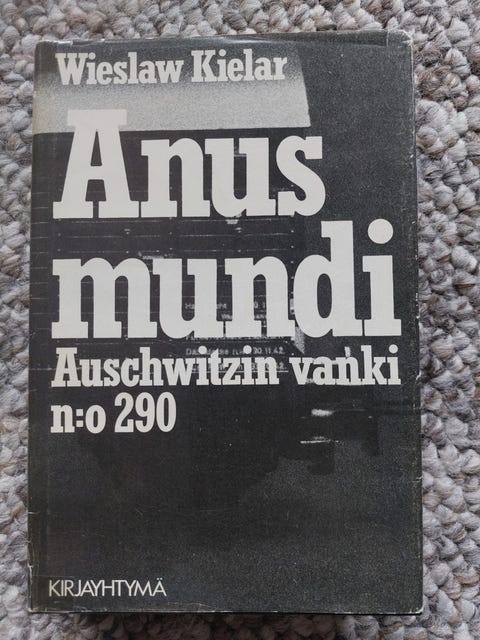 Wieslaw Kielar
Anus
mundi
Auschwitzin vanki
n:o 290
KIRJAYHTYMÄ